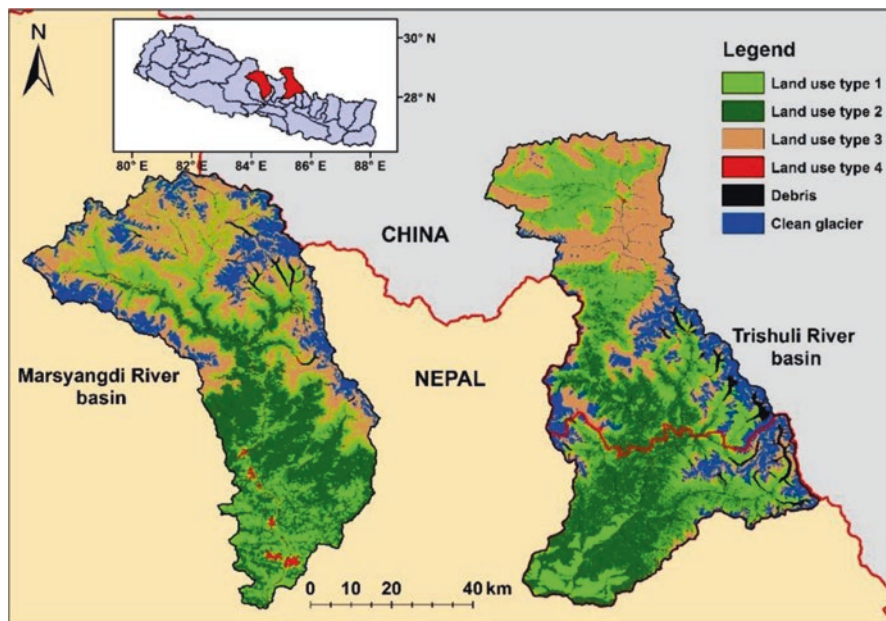 N
30° N
28° N
80° E
82° E
84° E
86° E
88° E
Legend
Land use type 1
Land use type 2
Land use type 3
Land use type 4
Debris
Clean glacier
CHINA
NEPAL
Marsyangdi River
basin
Trishuli River
basin
0 10 20 40 km